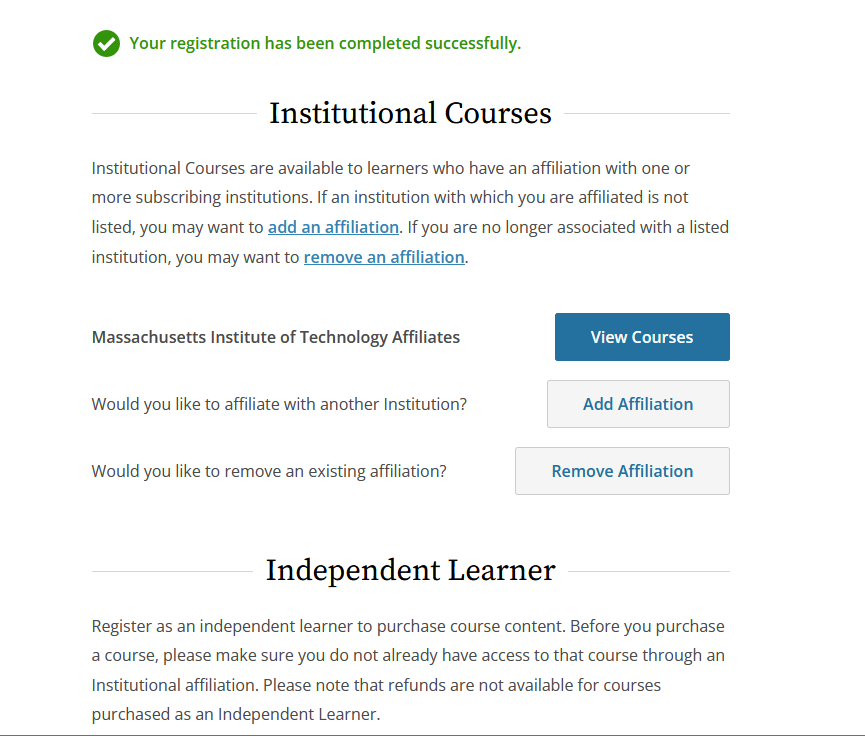 Your registration has been completed successfully.
Institutional Courses
Institutional Courses are available to learners who have an affiliation with one or
more subscribing institutions. If an institution with which you are affiliated is not
listed, you may want to add an affiliation. If you are no longer associated with a listed
institution, you may want to remove an affiliation.
Massachusetts Institute of Technology Affiliates
View Courses
Would you like to affiliate with another Institution?
Add Affiliation
Would you like to remove an existing affiliation?
Remove Affiliation
Independent Learner
Register as an independent learner to purchase course content. Before you purchase
a course, please make sure you do not already have access to that course through an
Institutional affiliation. Please note that refunds are not available for courses
purchased as an Independent Learner.